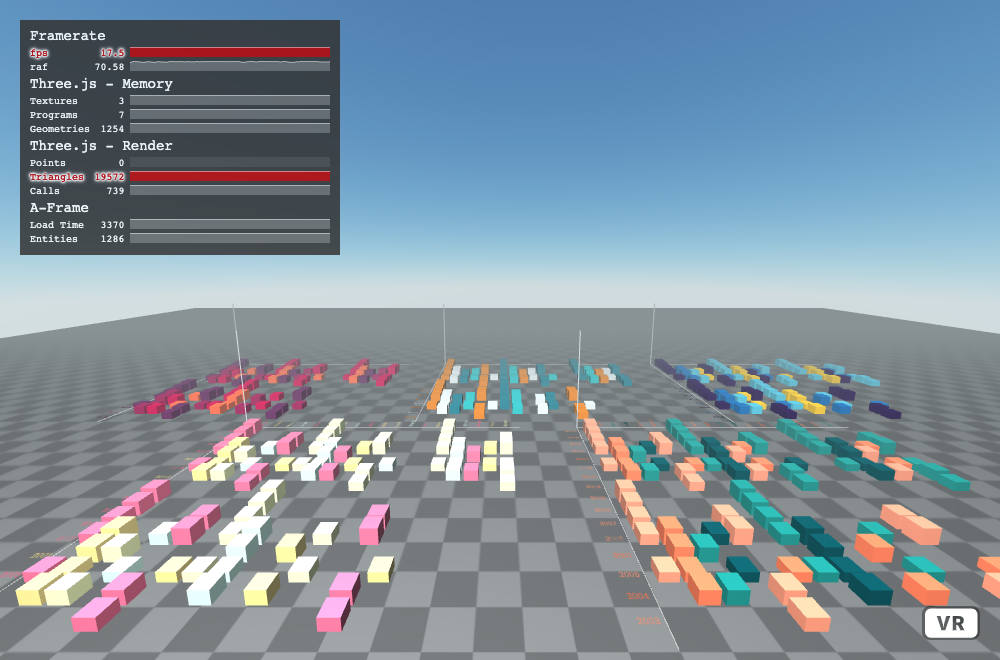 Framerate
fps 17.5
raf 70.58
Three.js - Memory
Textures 3
Programs 7
Geometries 1254
Three.js - Render
Points 0
Triangles 19572
Calls 739
A-Frame
Load Time 3370
Entities 1286
2004
VR